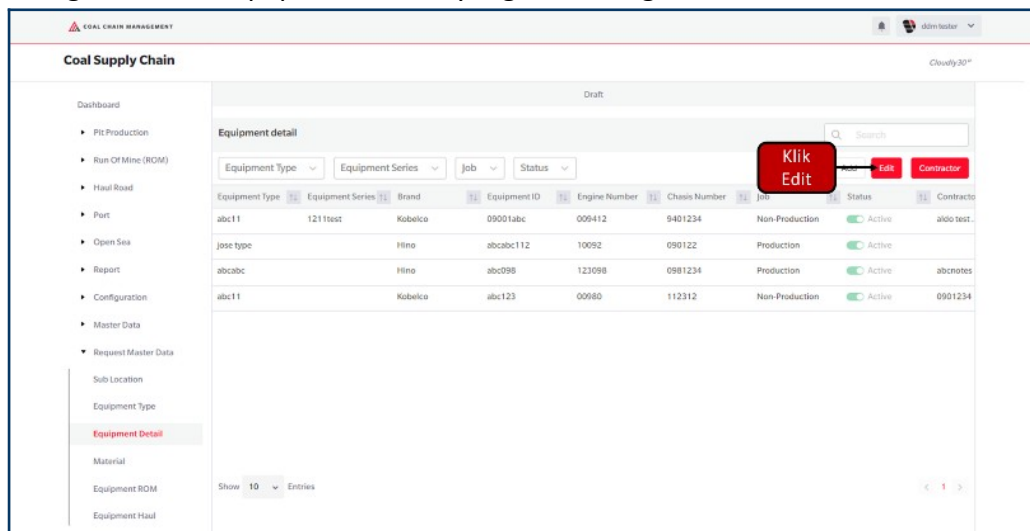 COAL CHAIN MANAGEMENT
ddm tester
Coal Supply Chain
Cloudly30°
Dashboard
Pit Production
Run Of Mine (ROM)
Haul Road
Port
Open Sea
Report
Configuration
Master Data
Request Master Data
Sub Location
Equipment Type
Equipment Detail
Material
Equipment ROM
Equipment Haul
Draft
Equipment detail
Search
Equipment Type Equipment Series Job Status
Klik
Edit
Add Edit Contractor
Equipment Type Equipment Series Brand Equipment ID Engine Number Chasis Number Job Status Contracto
abc11 1211test Kobelco 09001abc 009412 9401234 Non-Production Active aldo test .
jose type Hino abcabc112 10092 090122 Production Active
abcabc Hino abc098 123098 0981234 Production Active abcnotes
abc11 Kobelco abc123 00980 112312 Non-Production Active 0901234
Show 10 Entries
< 1 >